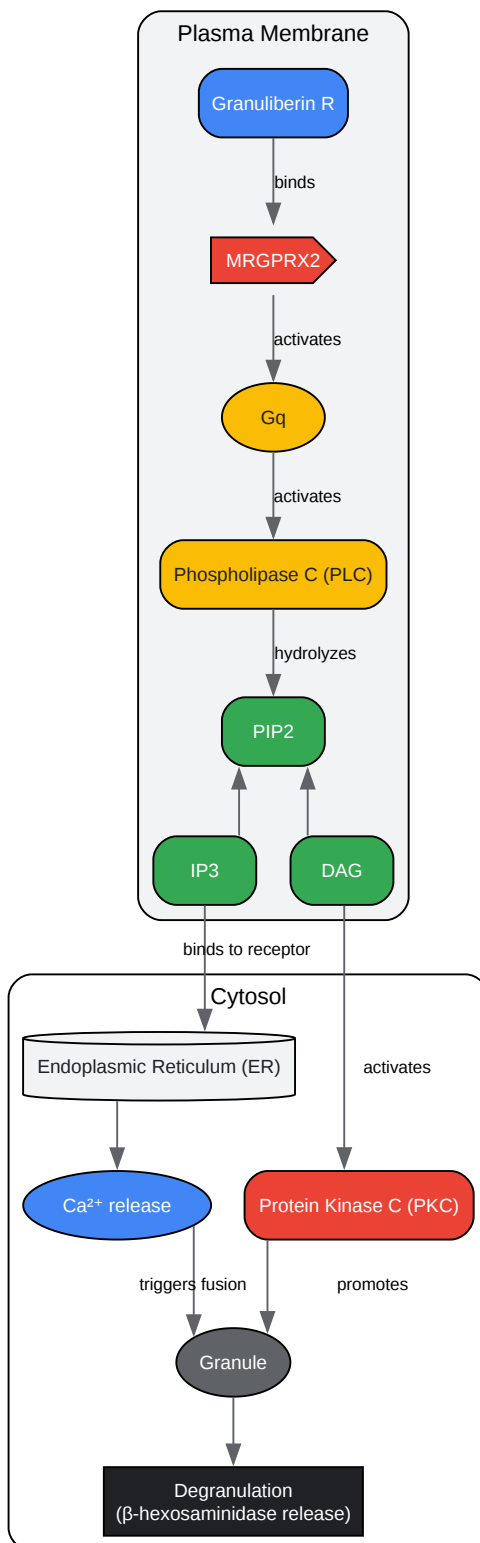 Plasma Membrane
Granuliberin R
binds
MRGPRX2
activates
Gq
activates
Phospholipase C (PLC)
hydrolyzes
PIP2
IP3
DAG
binds to receptor
Cytosol
Endoplasmic Reticulum (ER)
activates
Ca²⁺ release
Protein Kinase C (PKC)
triggers fusion
promotes
Granule
Degranulation
(β-hexosaminidase release)